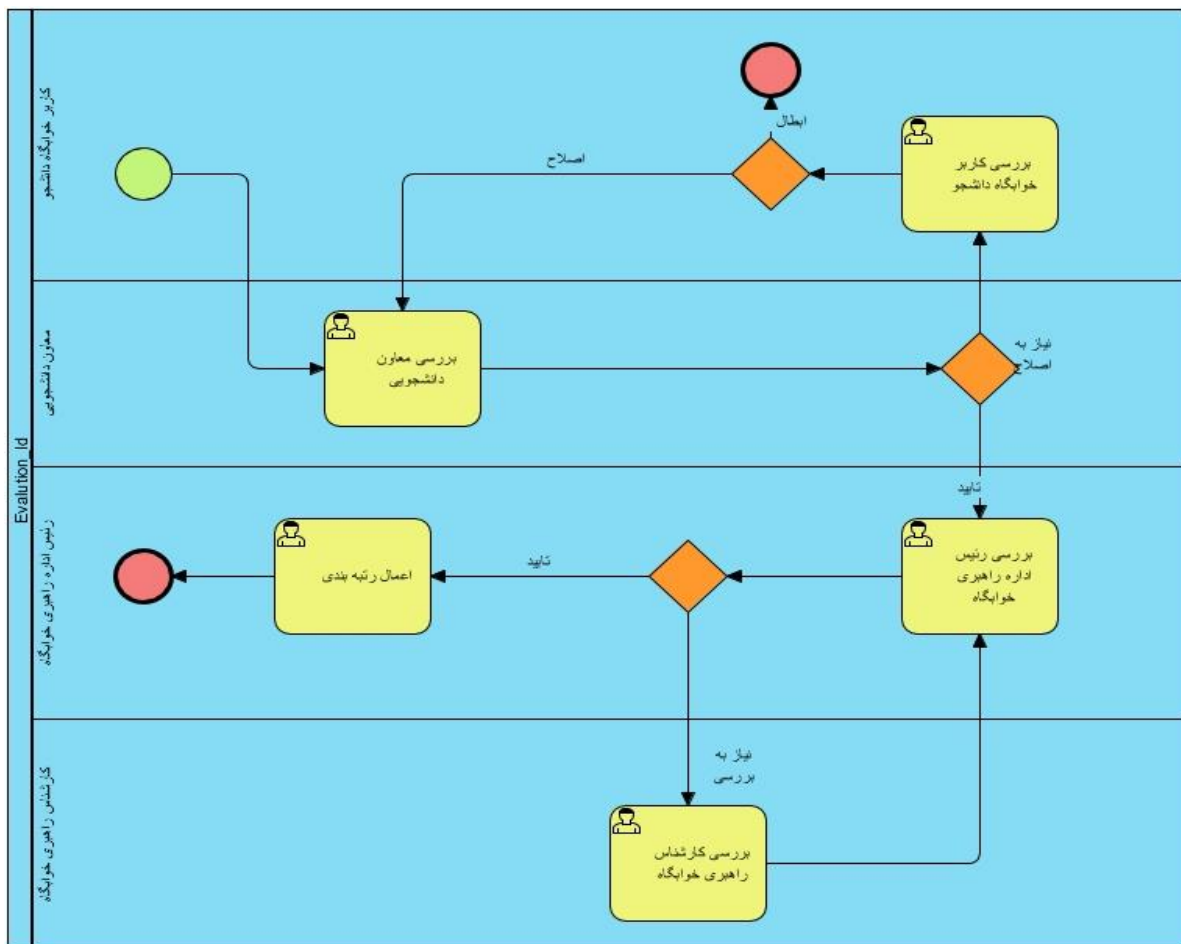 Evalution_Id
کاربر خوابگاه دانشجو
ابطال
اصلاح
بررسی کاربر
خوابگاه دانشجو
معاون دانشجویی
بررسی معاون
دانشجویی
نیاز به
اصلاح
رئیس اداره راهبری خوابگاه
تایید
بررسی رئیس
اداره راهبری
خوابگاه
تایید
اعمال رتبه بندی
کارشناس راهبری خوابگاه
نیاز به
بررسی
بررسی کارشناس
راهبری خوابگاه